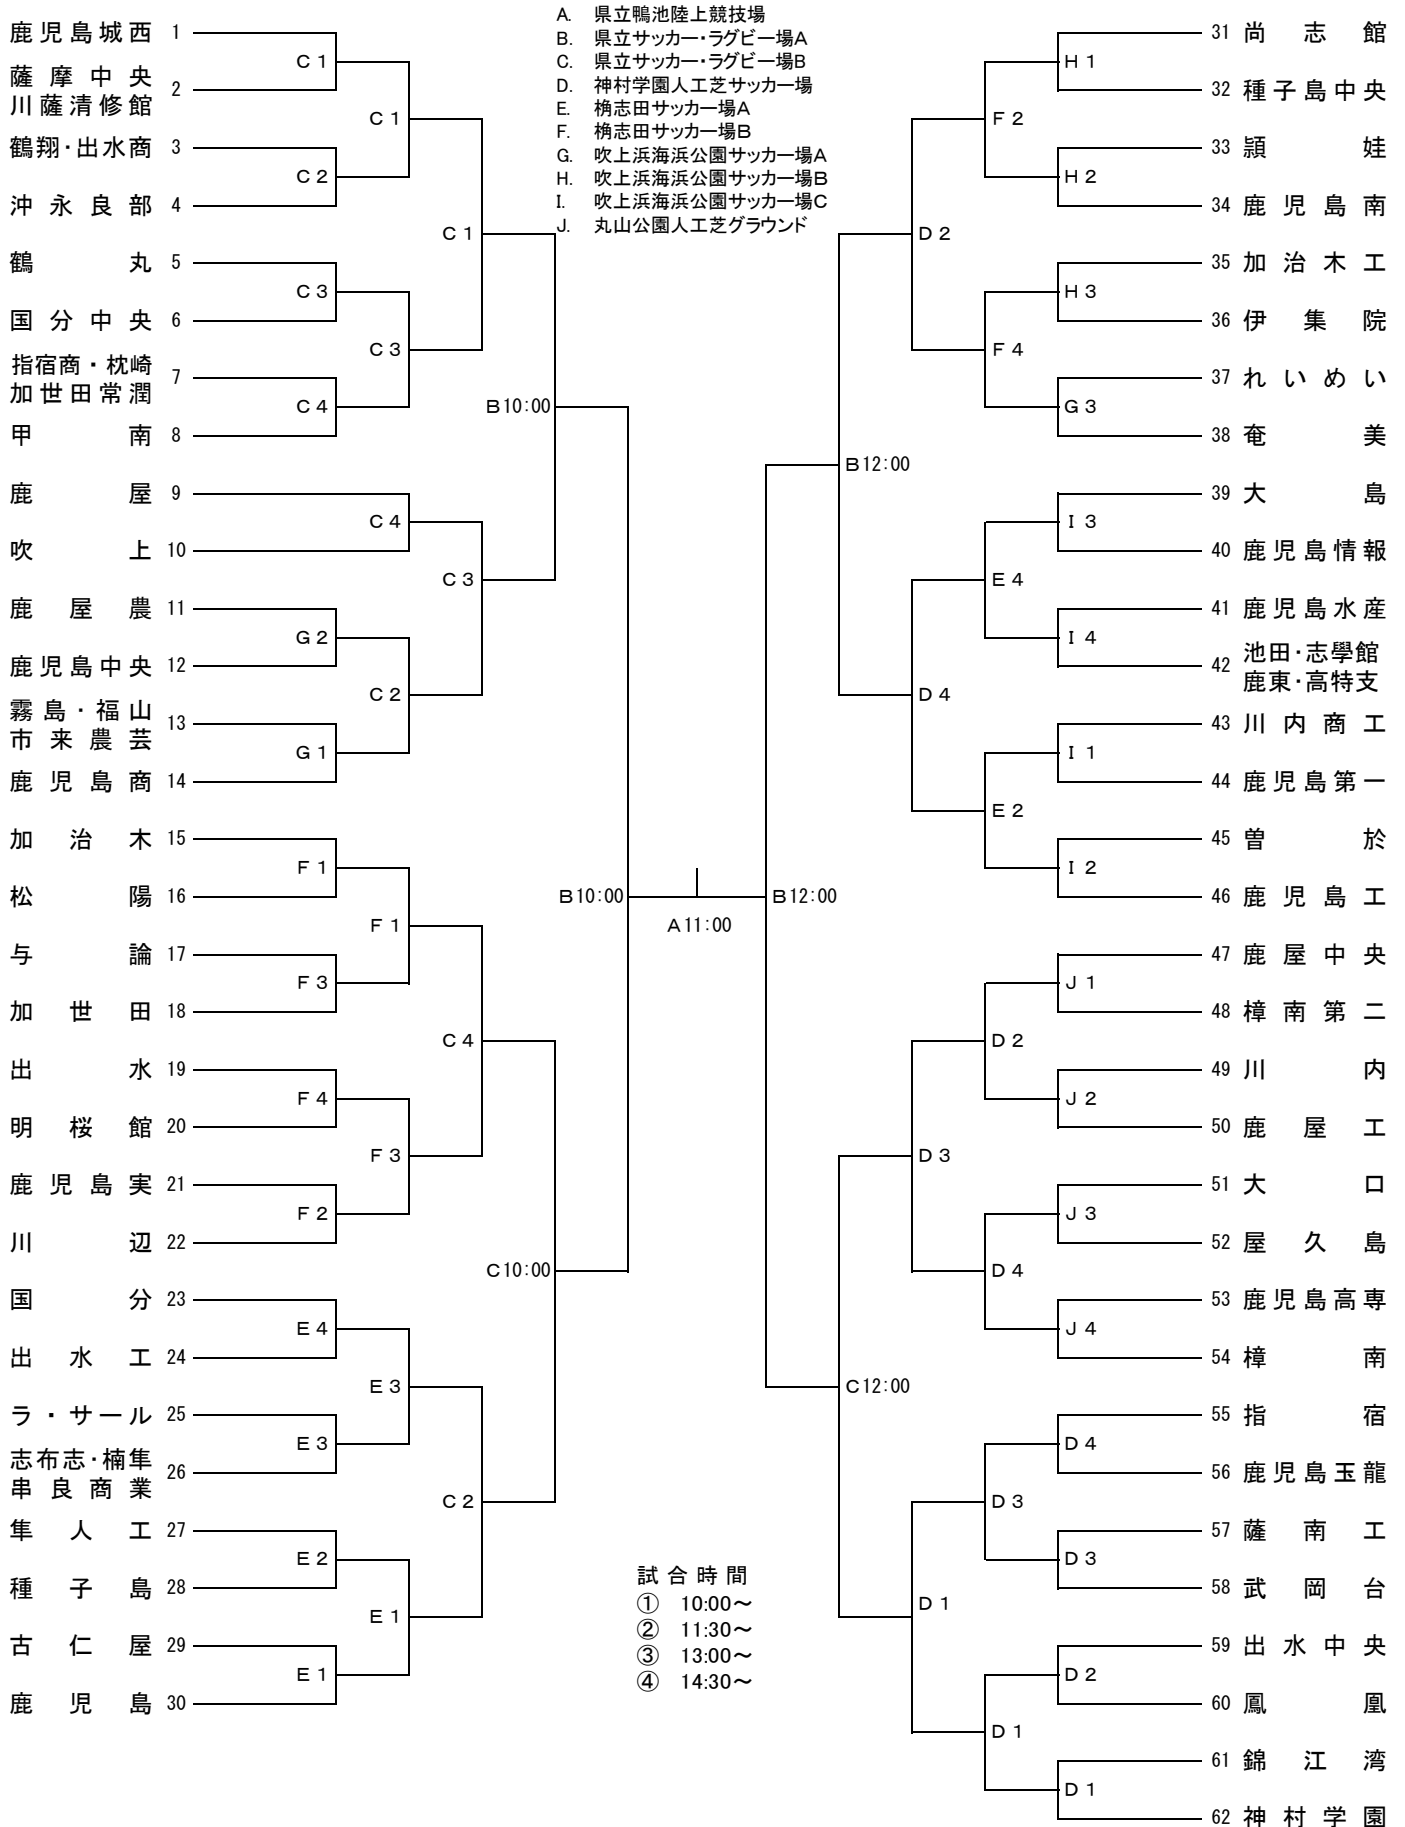 A. 県立鴨池陸上競技場
B. 県立サッカー・ラグビー場A
C. 県立サッカー・ラグビー場B
D. 神村学園人工芝サッカー場
E. 桷志田サッカー場A
F. 桷志田サッカー場B
G. 吹上浜海浜公園サッカー場A
H. 吹上浜海浜公園サッカー場B
I. 吹上浜海浜公園サッカー場C
J. 丸山公園人工芝グラウンド
鹿児島城西 1
薩摩中央
川薩清修館 2
鶴翔・出水商 3
沖永良部 4
鶴丸 5
国分中央 6
指宿商・枕崎
加世田常潤 7
甲南 8
鹿屋 9
吹上 10
鹿屋農 11
鹿児島中央 12
霧島・福山
市来農芸 13
鹿児島商 14
加治木 15
松陽 16
与論 17
加世田 18
出水 19
明桜館 20
鹿児島実 21
川辺 22
国分 23
出水工 24
ラ・サール 25
志布志・楠隼
串良商業 26
隼人工 27
種子島 28
古仁屋 29
鹿児島 30
C1
C2
C3
C4
G2
G1
F1
F3
F4
F2
E4
E3
E2
E1
C1
C3
C4
C2
F1
F3
E3
E1
C1
C3
C4
C2
B10:00
C10:00
B10:00
A11:00
B12:00
B12:00
C12:00
D2
D4
D3
D1
F2
F4
E4
E2
D2
D4
D3
D1
H1
H2
H3
G3
I3
I4
I1
I2
J1
J2
J3
J4
D4
D3
D2
D1
31 尚志館
32 種子島中央
33 頴娃
34 鹿児島南
35 加治木工
36 伊集院
37 れいめい
38 奄美
39 大島
40 鹿児島情報
41 鹿児島水産
42 池田・志學館
鹿東・高特支
43 川内商工
44 鹿児島第一
45 曽於
46 鹿児島工
47 鹿屋中央
48 樟南第二
49 川内
50 鹿屋工
51 大口
52 屋久島
53 鹿児島高専
54 樟南
55 指宿
56 鹿児島玉龍
57 薩南工
58 武岡台
59 出水中央
60 鳳凰
61 錦江湾
62 神村学園
試合時間
① 10:00～
② 11:30～
③ 13:00～
④ 14:30～